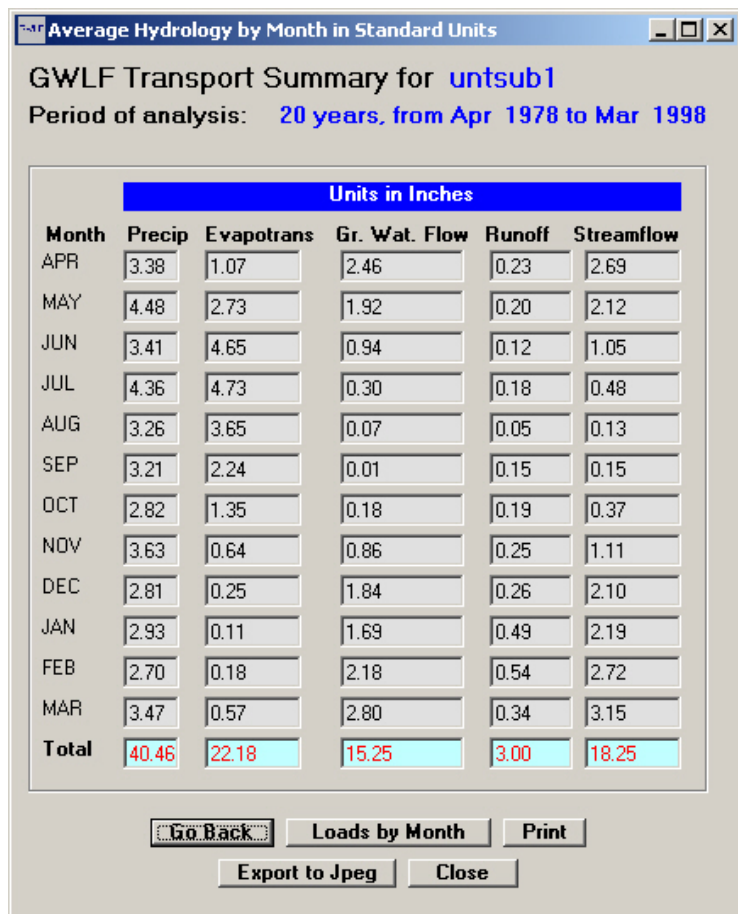 Average Hydrology by Month in Standard Units
GWLF Transport Summary for untsub1
Period of analysis: 20 years, from Apr 1978 to Mar 1998
Units in Inches
Month Precip Evapotrans Gr. Wat. Flow Runoff Streamflow
APR 3.38 1.07 2.46 0.23 2.69
MAY 4.48 2.73 1.92 0.20 2.12
JUN 3.41 4.65 0.94 0.12 1.05
JUL 4.36 4.73 0.30 0.18 0.48
AUG 3.26 3.65 0.07 0.05 0.13
SEP 3.21 2.24 0.01 0.15 0.15
OCT 2.82 1.35 0.18 0.19 0.37
NOV 3.63 0.64 0.86 0.25 1.11
DEC 2.81 0.25 1.84 0.26 2.10
JAN 2.93 0.11 1.69 0.49 2.19
FEB 2.70 0.18 2.18 0.54 2.72
MAR 3.47 0.57 2.80 0.34 3.15
Total 40.46 22.18 15.25 3.00 18.25
Go Back Loads by Month Print
Export to Jpeg Close